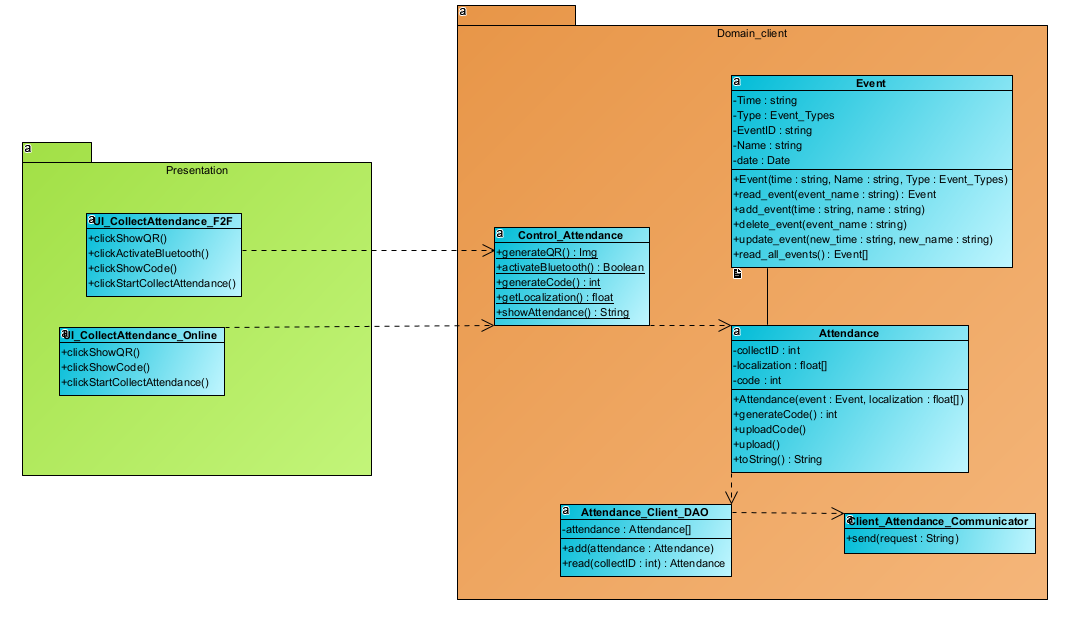 a
Presentation
a
UI_CollectAttendance_F2F
+clickShowQR()
+clickActivateBluetooth()
+clickShowCode()
+clickStartCollectAttendance()
a
UI_CollectAttendance_Online
+clickShowQR()
+clickShowCode()
+clickStartCollectAttendance()
a
Domain_client
a
Control_Attendance
+generateQR() : Img
+activateBluetooth() : Boolean
+generateCode() : int
+getLocalization() : float
+showAttendance() : String
a
Event
-Time : string
-Type : Event_Types
-EventID : string
-Name : string
-date : Date
+Event(time : string, Name : string, Type : Event_Types)
+read_event(event_name : string) : Event
+add_event(time : string, name : string)
+delete_event(event_name : string)
+update_event(new_time : string, new_name : string)
+read_all_events() : Event[]
a
Attendance
-collectID : int
-localization : float[]
-code : int
+Attendance(event : Event, localization : float[])
+generateCode() : int
+uploadCode()
+upload()
+toString() : String
a
Attendance_Client_DAO
-attendance : Attendance[]
+add(attendance : Attendance)
+read(collectID : int) : Attendance
a
Client_Attendance_Communicator
+send(request : String)